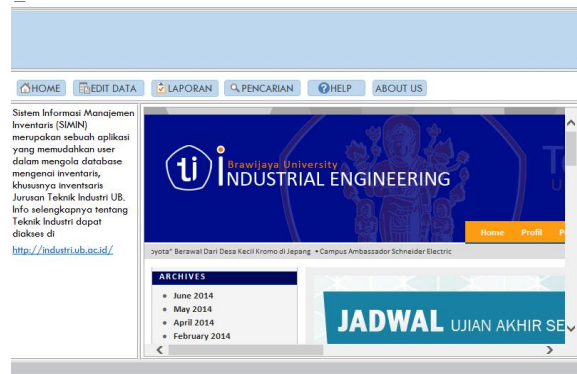 HOME EDIT DATA LAPORAN PENCARIAN HELP ABOUT US
Sistem Informasi Manajemen
Inventaris (SIMIN)
merupakan sebuah aplikasi
yang memudahkan user
dalam mengola database
mengenai inventaris,
khususnya inventsaris
Jurusan Teknik Industri UB.
Info selengkapnya tentang
Teknik Industri dapat
diakses di
http://industri.ub.ac.id/
ti
Brawijaya University
INDUSTRIAL ENGINEERING
Home Profil P
oyota" Berawal Dari Desa Kecil Kromo di Jepang • Campus Ambassador Schneider Electric
ARCHIVES
June 2014
May 2014
April 2014
February 2014
JADWAL UJIAN AKHIR SE